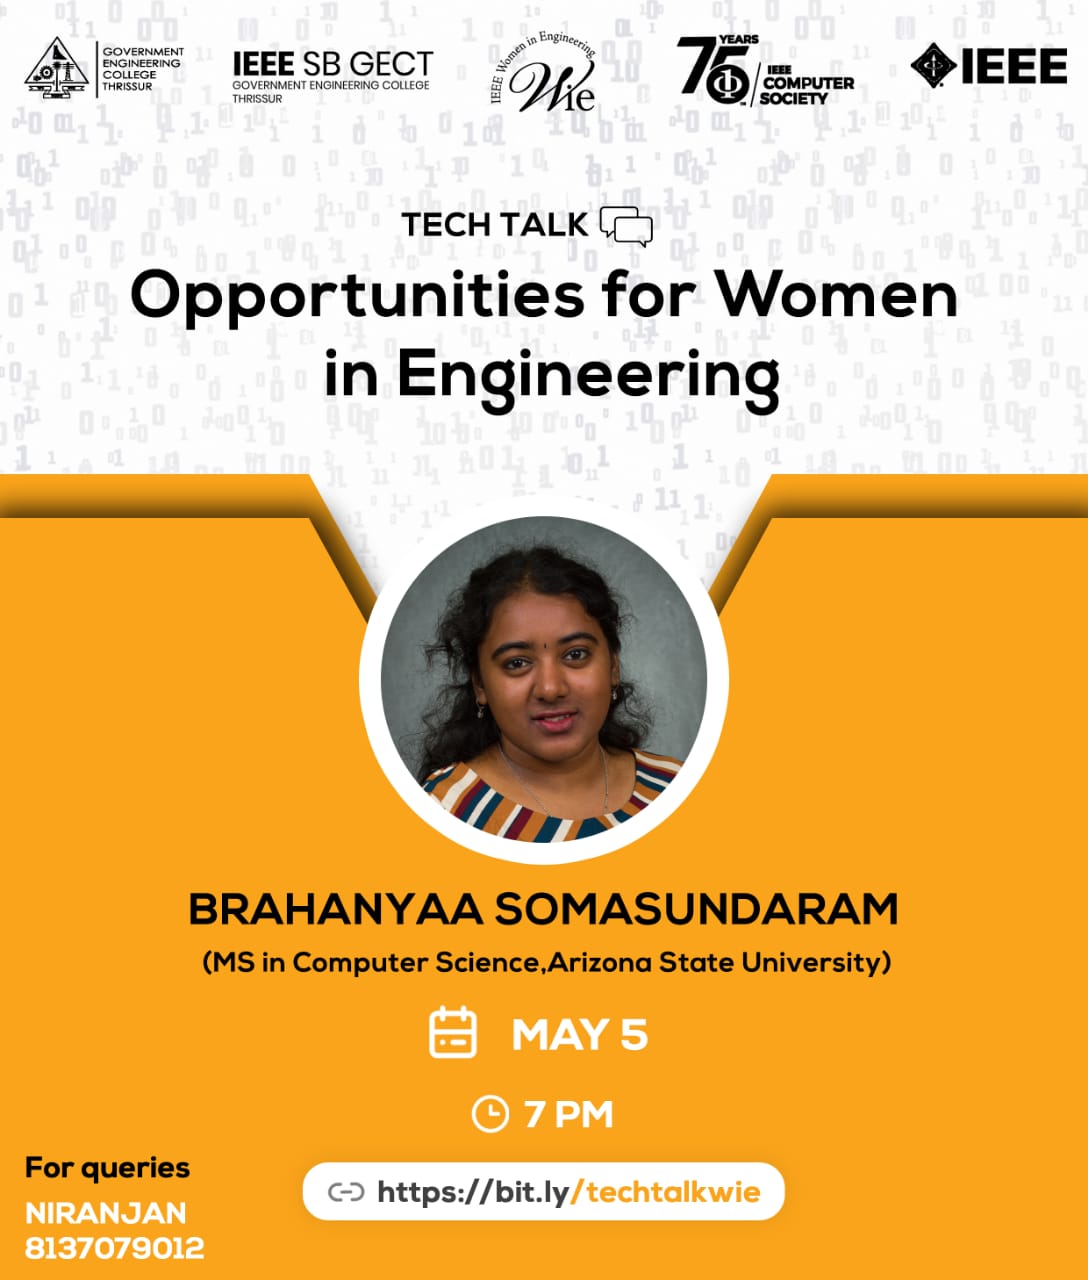 GOVERNMENT
ENGINEERING
COLLEGE
THRISSUR
IEEE SB GECT
GOVERNMENT ENGINEERING COLLEGE
THRISSUR
IEEE Women in Engineering
Wie
75 YEARS
IEEE
COMPUTER
SOCIETY
IEEE
TECH TALK
Opportunities for Women
in Engineering
BRAHANYAA SOMASUNDARAM
(MS in Computer Science,Arizona State University)
MAY 5
7 PM
For queries
NIRANJAN
8137079012
https://bit.ly/techtalkwie